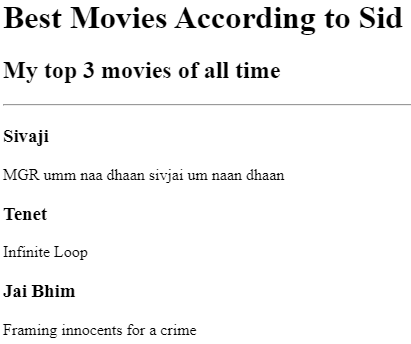 Best Movies According to Sid
My top 3 movies of all time
Sivaji
MGR umm naa dhaan sivjai um naan dhaan
Tenet
Infinite Loop
Jai Bhim
Framing innocents for a crime